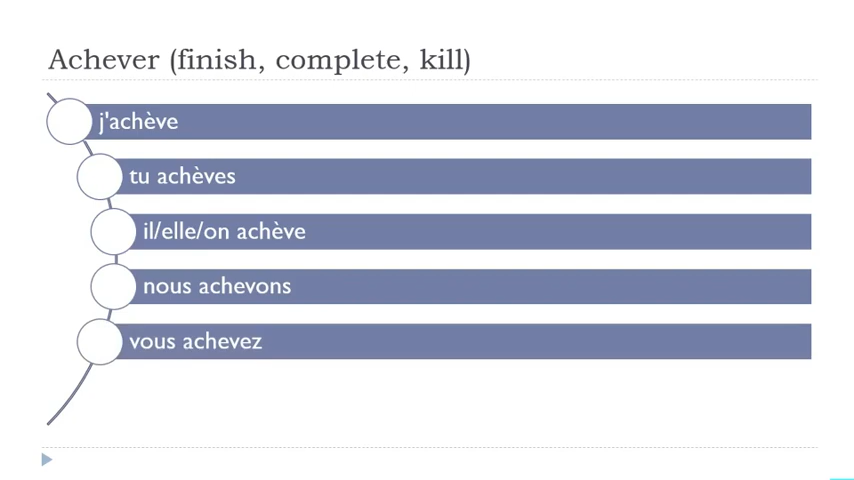 Achever (finish, complete, kill)
j'achève
tu achèves
il/elle/on achève
nous achevons
vous achevez